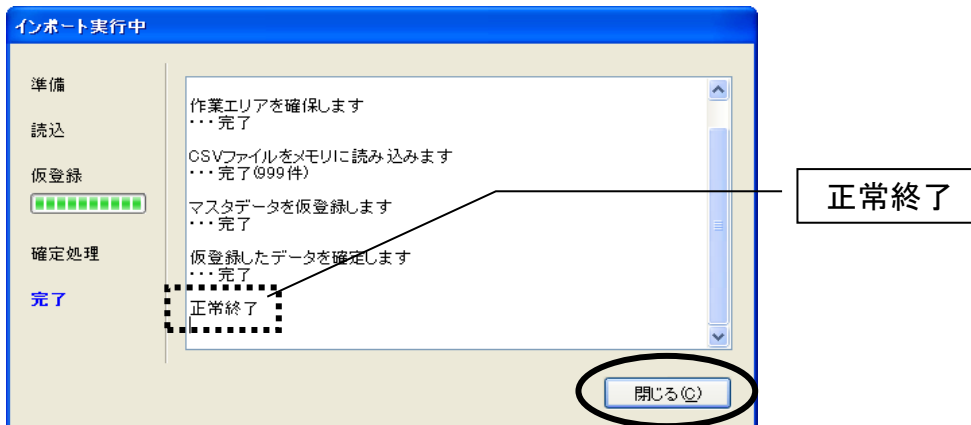 インポート実行中
準備
読込
仮登録
確定処理
完了
作業エリアを確保します
・・・完了
CSVファイルをメモリに読み込みます
・・・完了(999件)
マスタデータを仮登録します
・・・完了
仮登録したデータを確定します
・・・完了
正常終了
正常終了
閉じる(C)